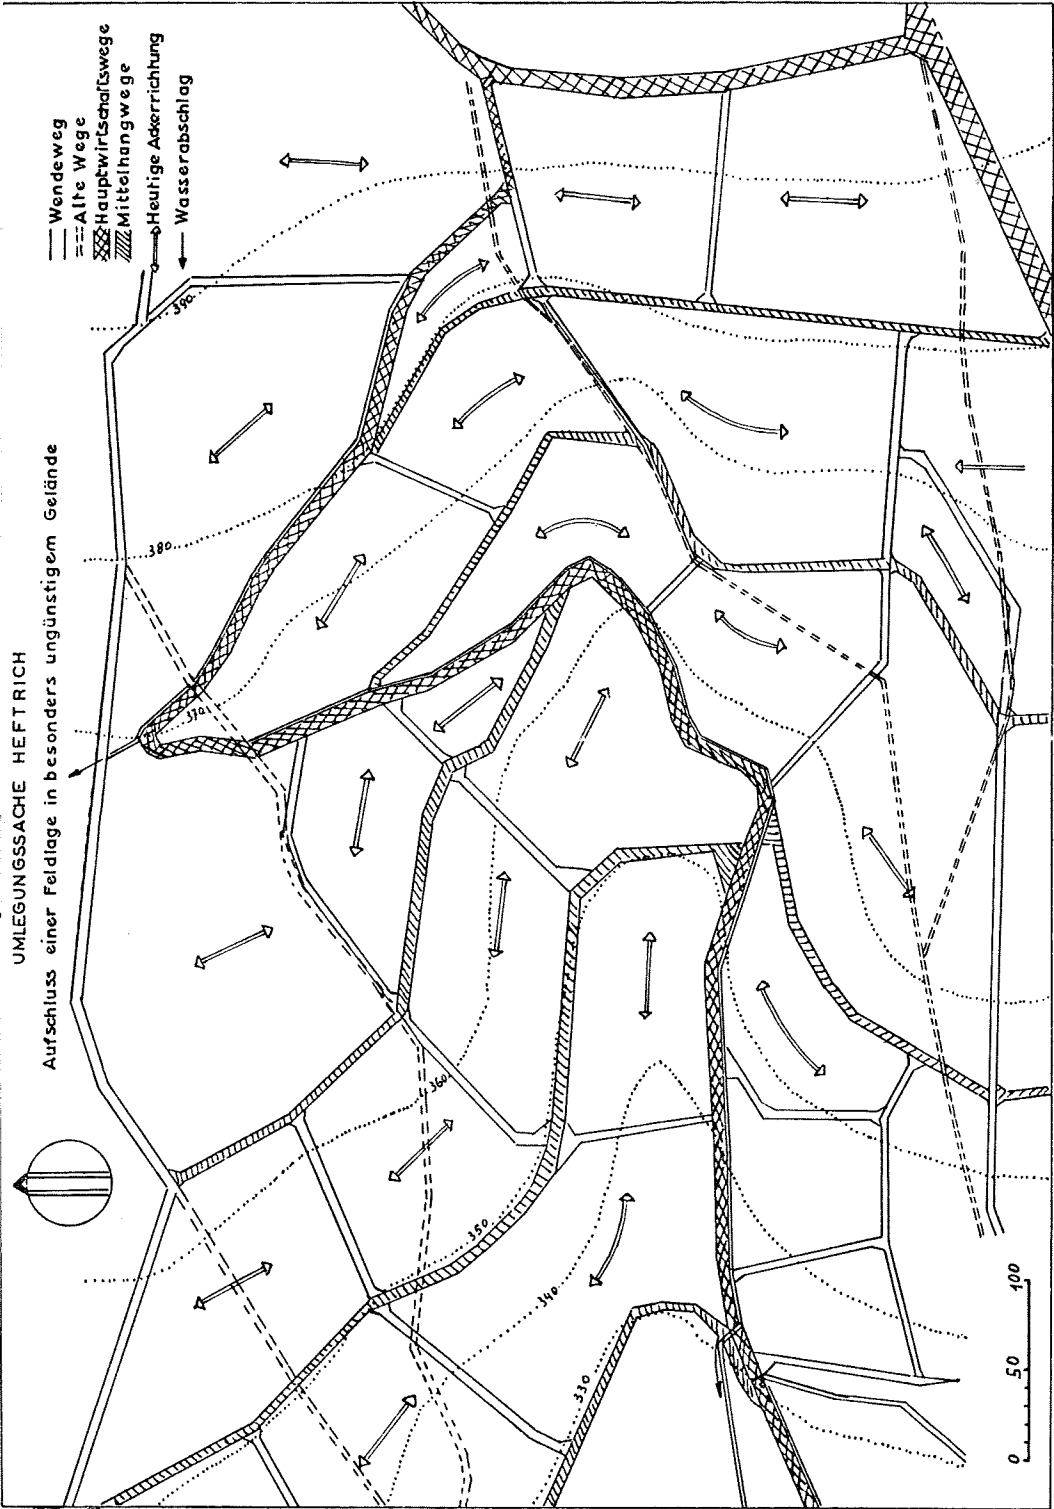 UMLEGUNGSSACHE HEFTRICH
Aufschluss einer Feldlage in besonders ungünstigem Gelände
Wendeweg
Alte Wege
Hauptwirtschaftswege
Mittelhangwege
Heutige Ackerrichtung
Wasserabschlag
390
380
370
360
350
340
330
0 50 100